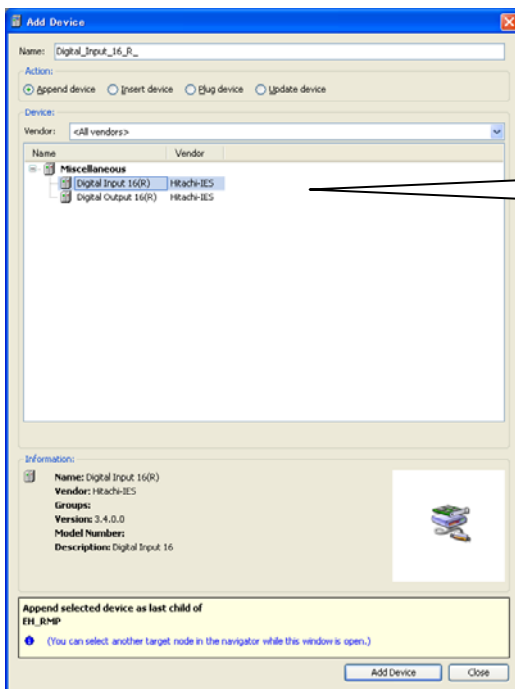 Add Device
Name: Digital_Input_16_R_
Action:
Append device Insert device Plug device Update device
Device:
Vendor: <All vendors>
Name Vendor
Miscellaneous
Digital Input 16(R) Hitachi-IES
Digital Output 16(R) Hitachi-IES
Information:
Name: Digital Input 16(R)
Vendor: Hitachi-IES
Groups:
Version: 3.4.0.0
Model Number:
Description: Digital Input 16
Append selected device as last child of
EH_RMP
(You can select another target node in the navigator while this window is open.)
Add Device Close